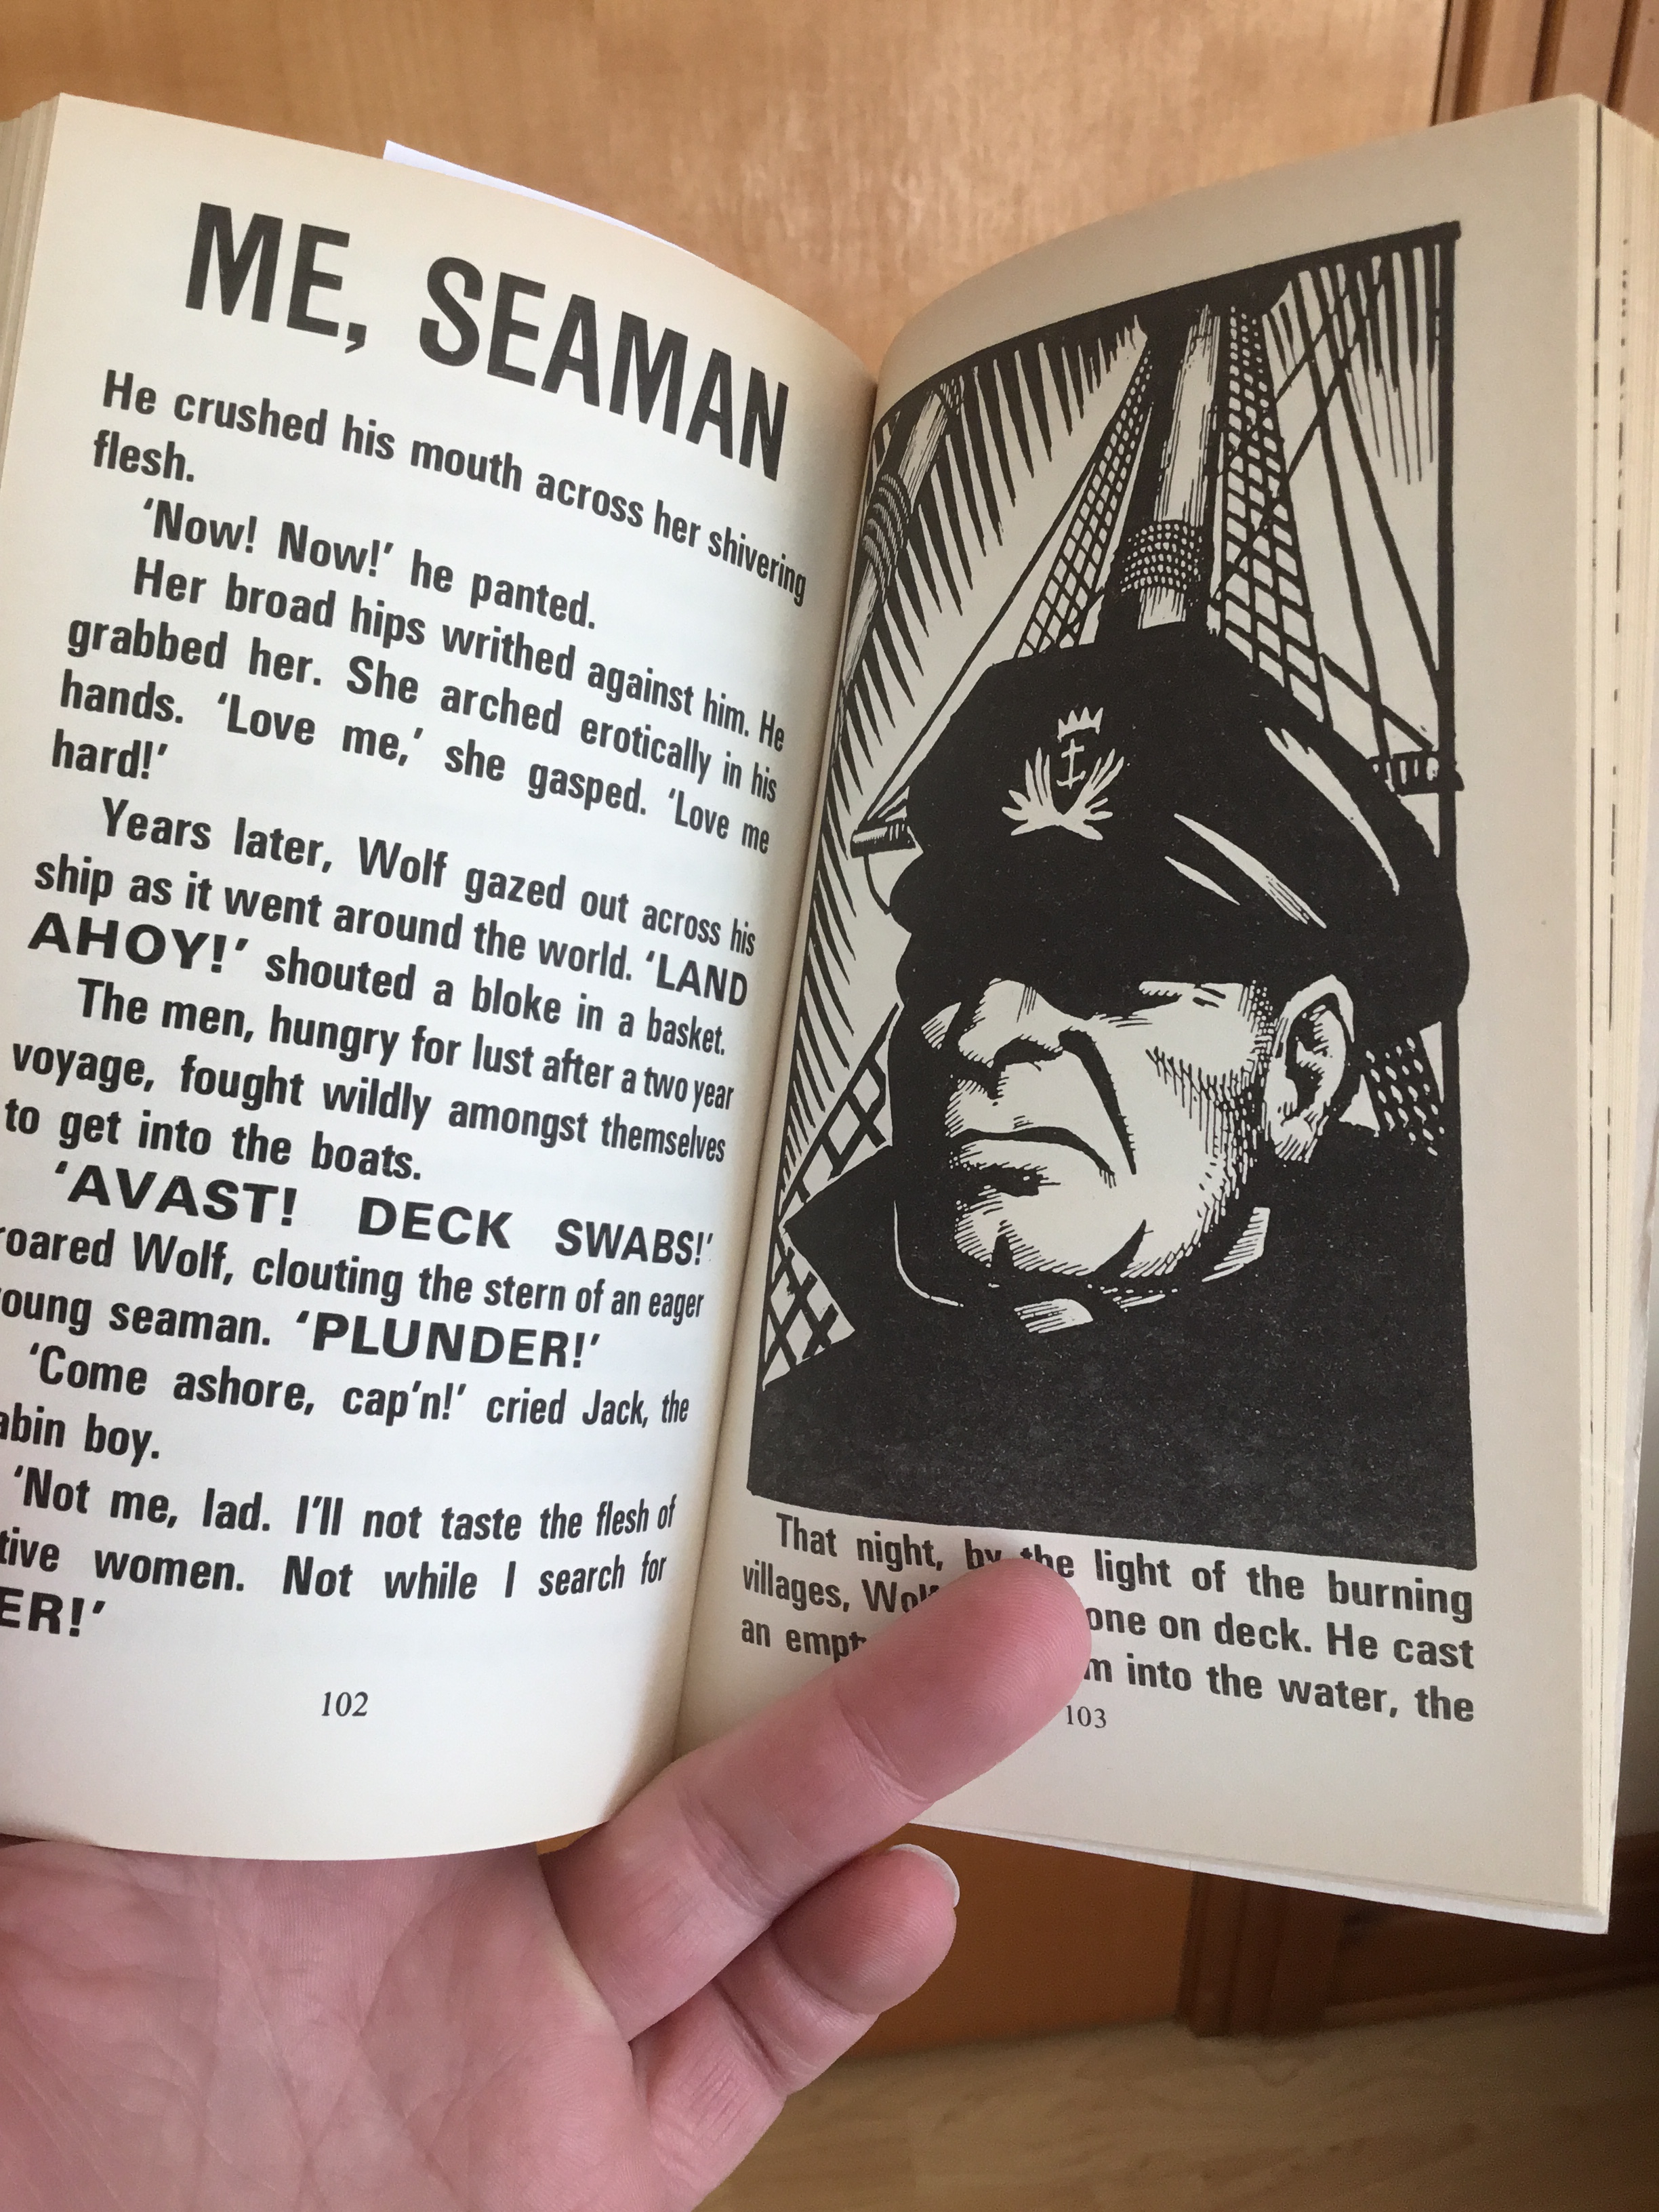 ME, SEAMAN
He crushed his mouth across her shivering
flesh.
‘Now! Now!’ he panted.
Her broad hips writhed against him. He
grabbed her. She arched erotically in his
hands. ‘Love me,’ she gasped. ‘Love me
hard!’
Years later, Wolf gazed out across his
ship as it went around the world. ‘LAND
AHOY!’ shouted a bloke in a basket.
The men, hungry for lust after a two year
voyage, fought wildly amongst themselves
to get into the boats.
‘AVAST! DECK SWABS!’
roared Wolf, clouting the stern of an eager
oung seaman. ‘PLUNDER!’
‘Come ashore, cap’n!’ cried Jack, the
abin boy.
‘Not me, lad. I’ll not taste the flesh of
tive women. Not while I search for
ER!’
102
That night, by the light of the burning
villages, Wol one on deck. He cast
an empt m into the water, the
103